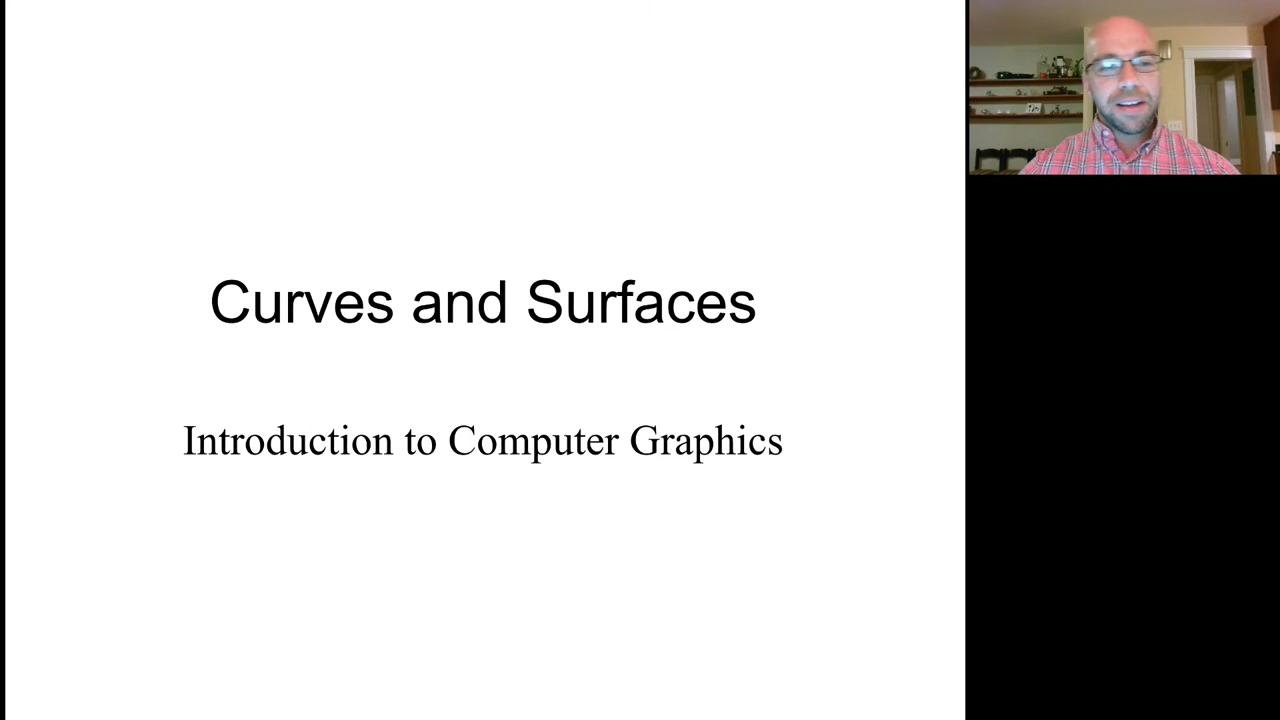 Curves and Surfaces
Introduction to Computer Graphics